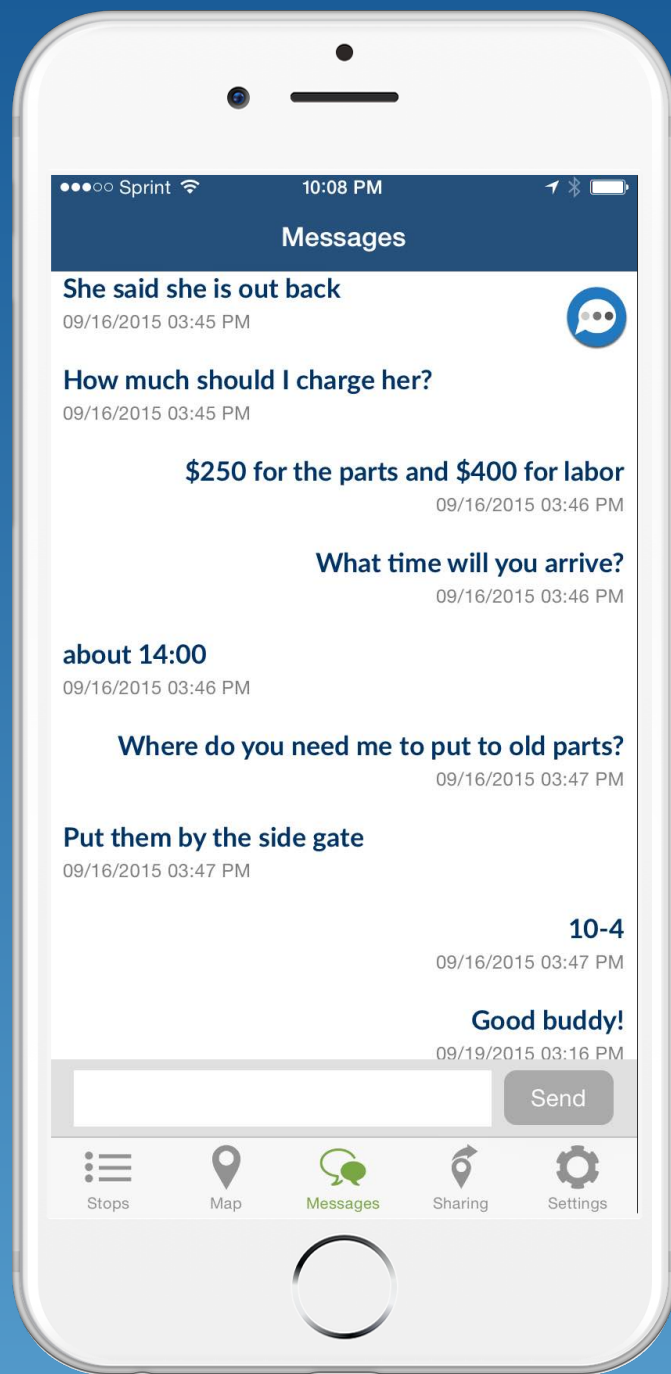 Sprint 10:08 PM
Messages
She said she is out back
09/16/2015 03:45 PM
How much should I charge her?
09/16/2015 03:45 PM
$250 for the parts and $400 for labor
09/16/2015 03:46 PM
What time will you arrive?
09/16/2015 03:46 PM
about 14:00
09/16/2015 03:46 PM
Where do you need me to put to old parts?
09/16/2015 03:47 PM
Put them by the side gate
09/16/2015 03:47 PM
10-4
09/16/2015 03:47 PM
Good buddy!
09/19/2015 03:16 PM
Send
Stops Map Messages Sharing Settings